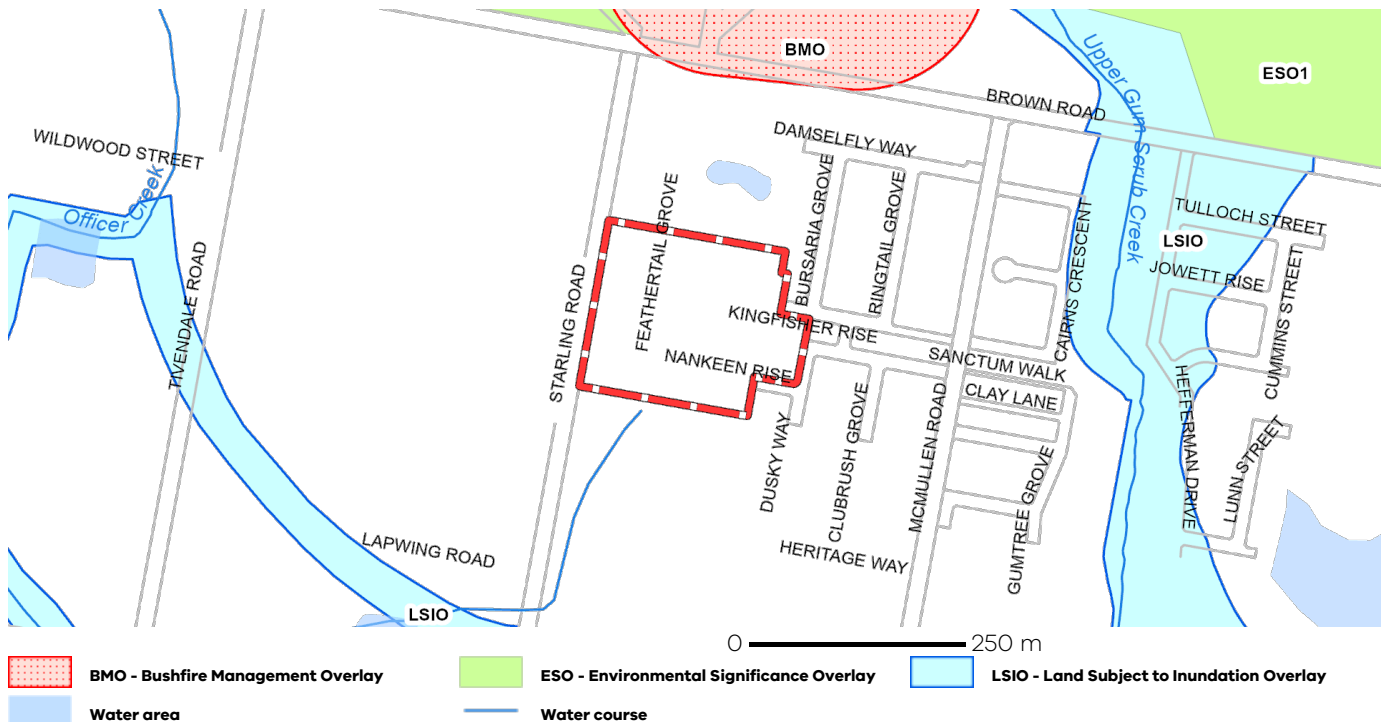 BMO
ESO1
Upper Gum Scrub Creek
BROWN ROAD
WILDWOOD STREET
DAMSELFLY WAY
Officer Creek
FEATHERTAIL GROVE
BURSARIA GROVE
RINGTAIL GROVE
CAIRNS CRESCENT
TULLOCH STREET
LSIO
JOWETT RISE
TIVENDALE ROAD
STARLING ROAD
KINGFISHER RISE
CUMMINS STREET
NANKEEN RISE
SANCTUM WALK
CLAY LANE
HEFFERMAN DRIVE
DUSKY WAY
CLUBRUSH GROVE
MCMULLEN ROAD
GUMTREE GROVE
LUNN STREET
LAPWING ROAD
HERITAGE WAY
LSIO
0 250 m
BMO - Bushfire Management Overlay
ESO - Environmental Significance Overlay
LSIO - Land Subject to Inundation Overlay
Water area
Water course